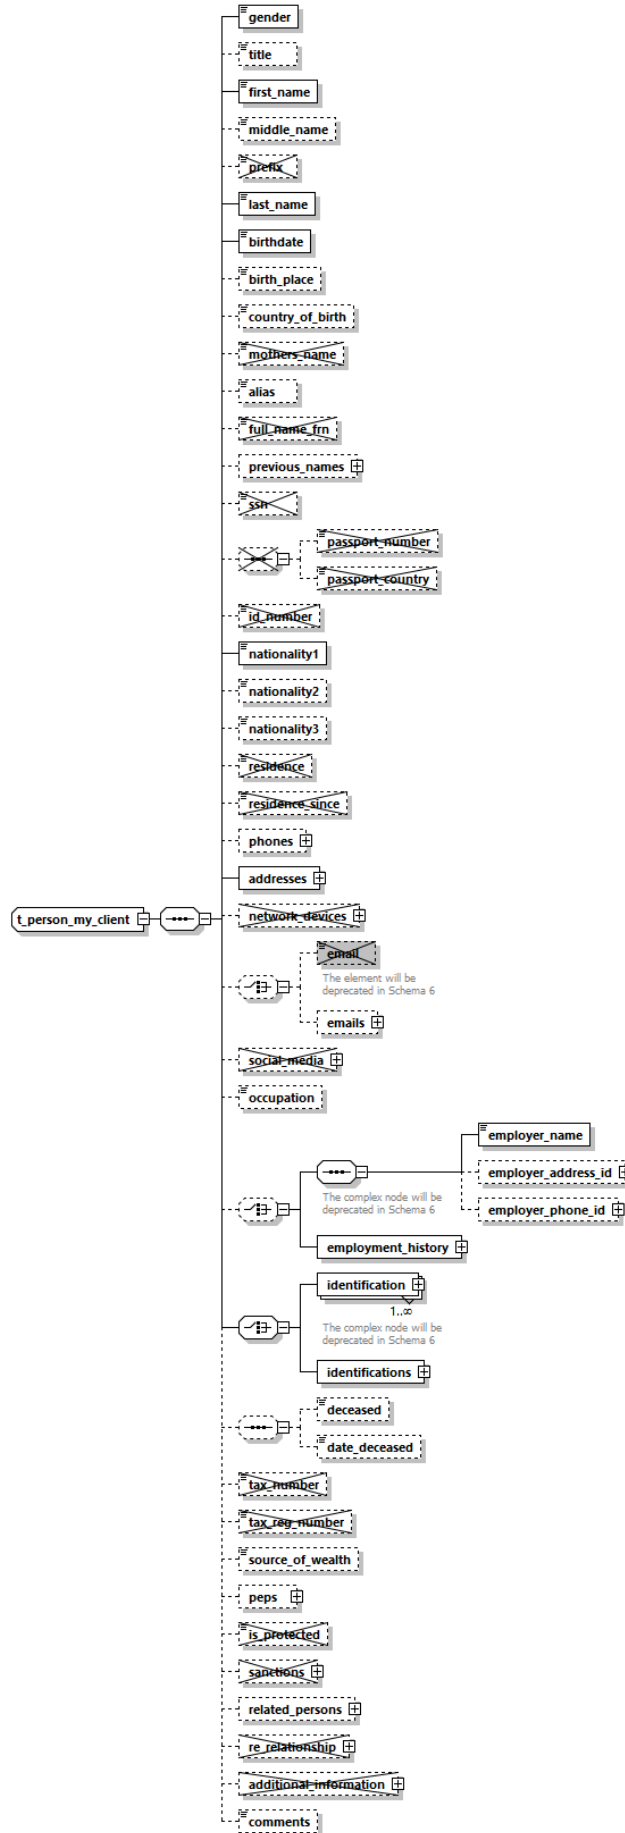 gender
title
first_name
middle_name
prefix
last_name
birthdate
birth_place
country_of_birth
mothers_name
alias
full_name_frn
previous_names
ssn
passport_number
passport_country
id_number
nationality1
nationality2
nationality3
residence
residence_since
phones
addresses
t_person_my_client
network_devices
email
The element will be
deprecated in Schema 6
emails
social_media
occupation
employer_name
employer_address_id
The complex node will be
deprecated in Schema 6
employer_phone_id
employment_history
identification
1..∞
The complex node will be
deprecated in Schema 6
identifications
deceased
date_deceased
tax_number
tax_reg_number
source_of_wealth
peps
is_protected
sanctions
related_persons
re_relationship
additional_information
comments